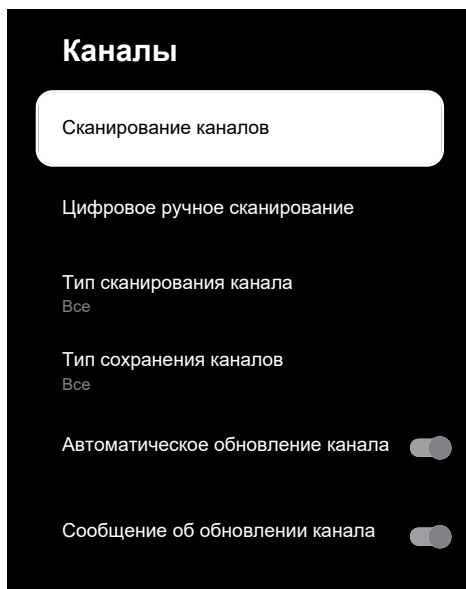 Каналы
Сканирование каналов
Цифровое ручное сканирование
Тип сканирования канала
Все
Тип сохранения каналов
Все
Автоматическое обновление канала
Сообщение об обновлении канала